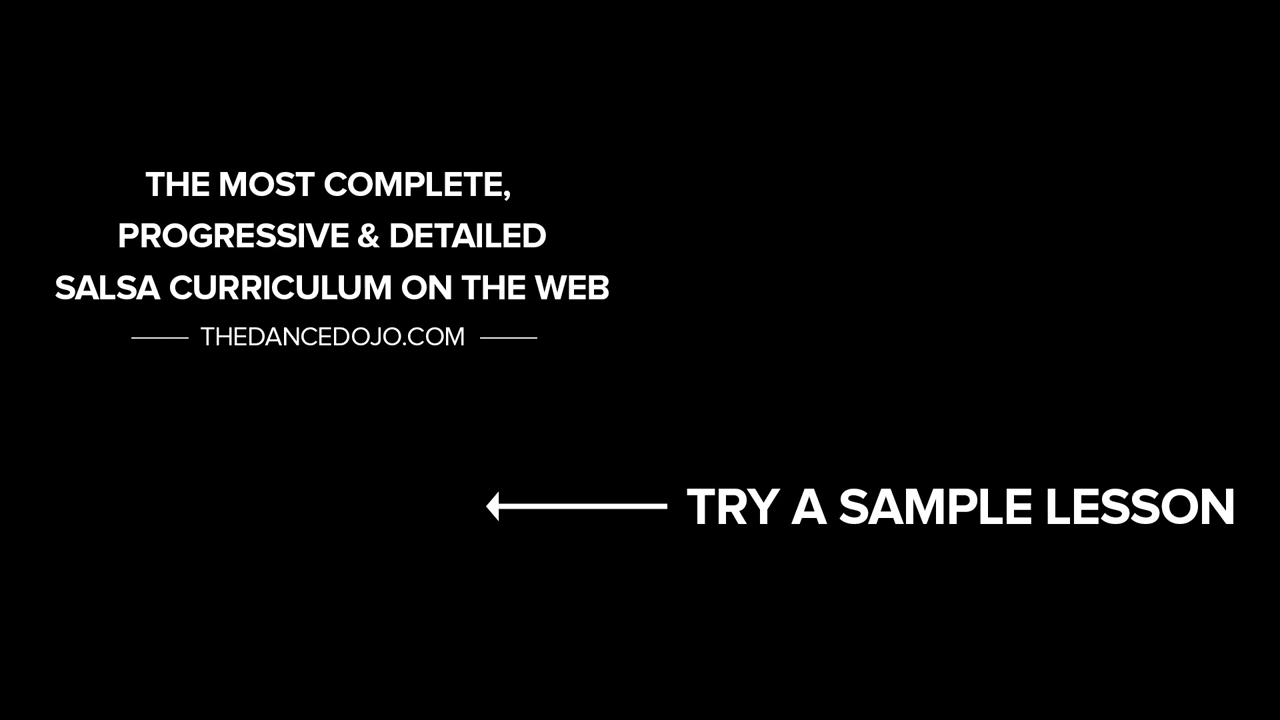 THE MOST COMPLETE,
PROGRESSIVE & DETAILED
SALSA CURRICULUM ON THE WEB
THEDANCEDOJO.COM
TRY A SAMPLE LESSON